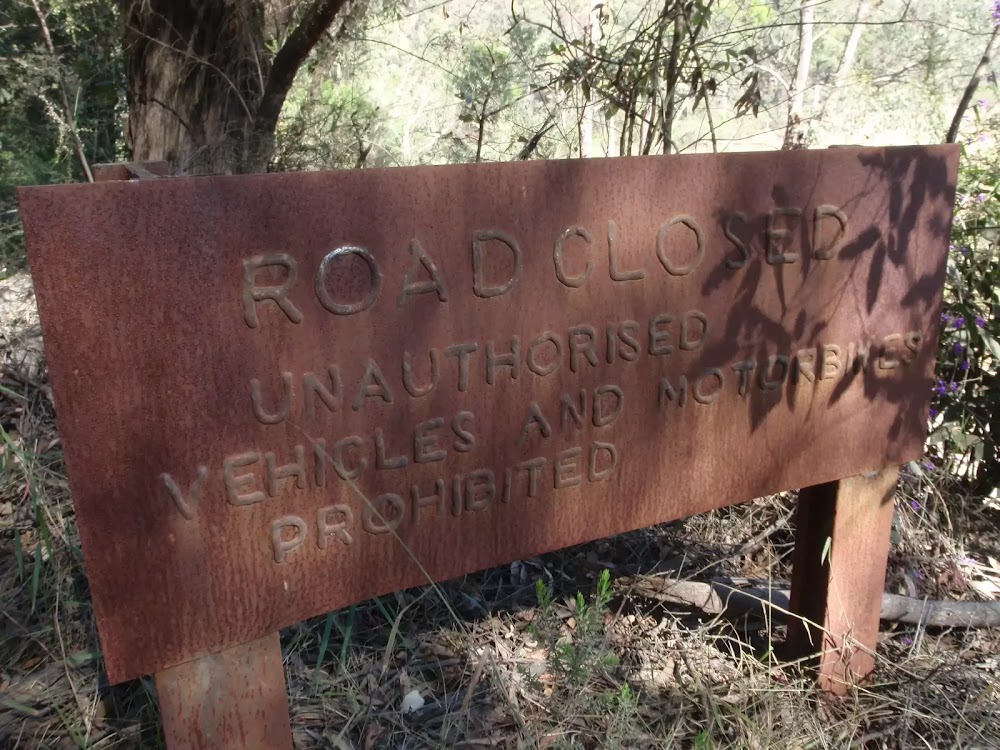 ROAD CLOSED
UNAUTHORISED
VEHICLES AND MOTORBIKES
PROHIBITED